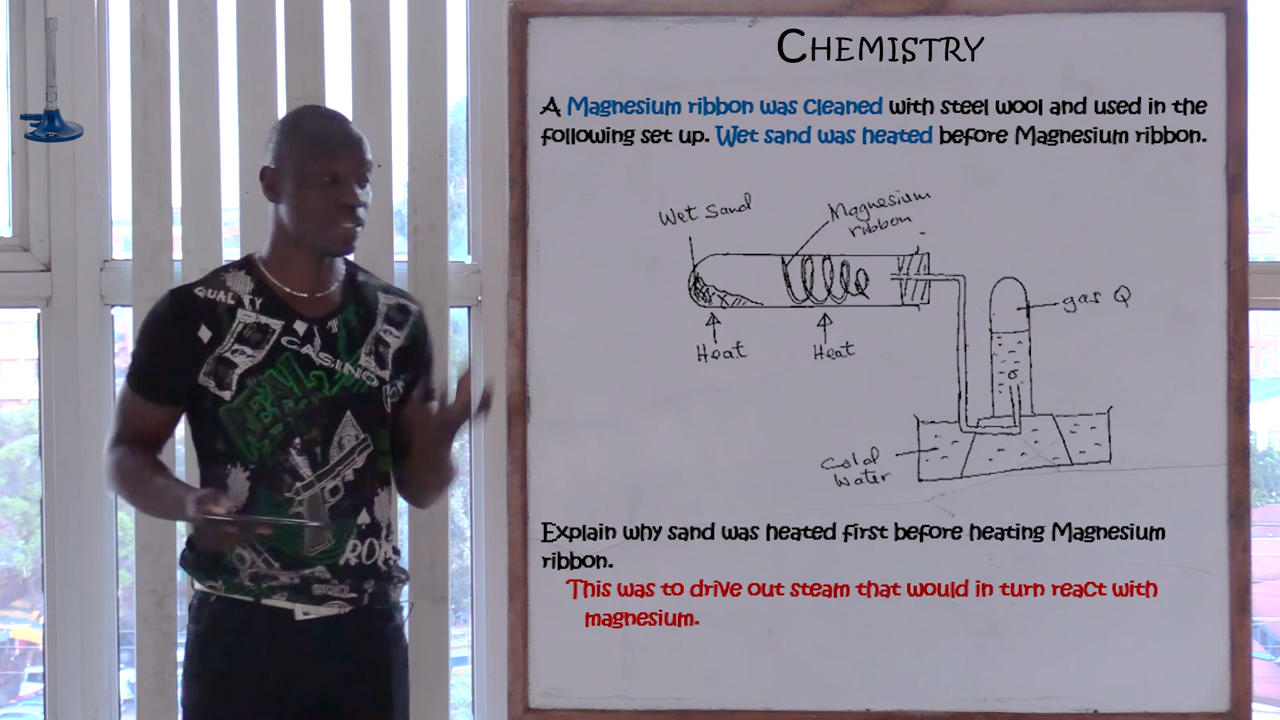 CHEMISTRY
A Magnesium ribbon was cleaned with steel wool and used in the
following set up. Wet sand was heated before Magnesium ribbon.
Wet Sand
Magnesium
ribbon
gas Q
Heat
Heat
Cold
Water
Explain why sand was heated first before heating Magnesium
ribbon.
This was to drive out steam that would in turn react with
magnesium.
QUALITY
CASINO